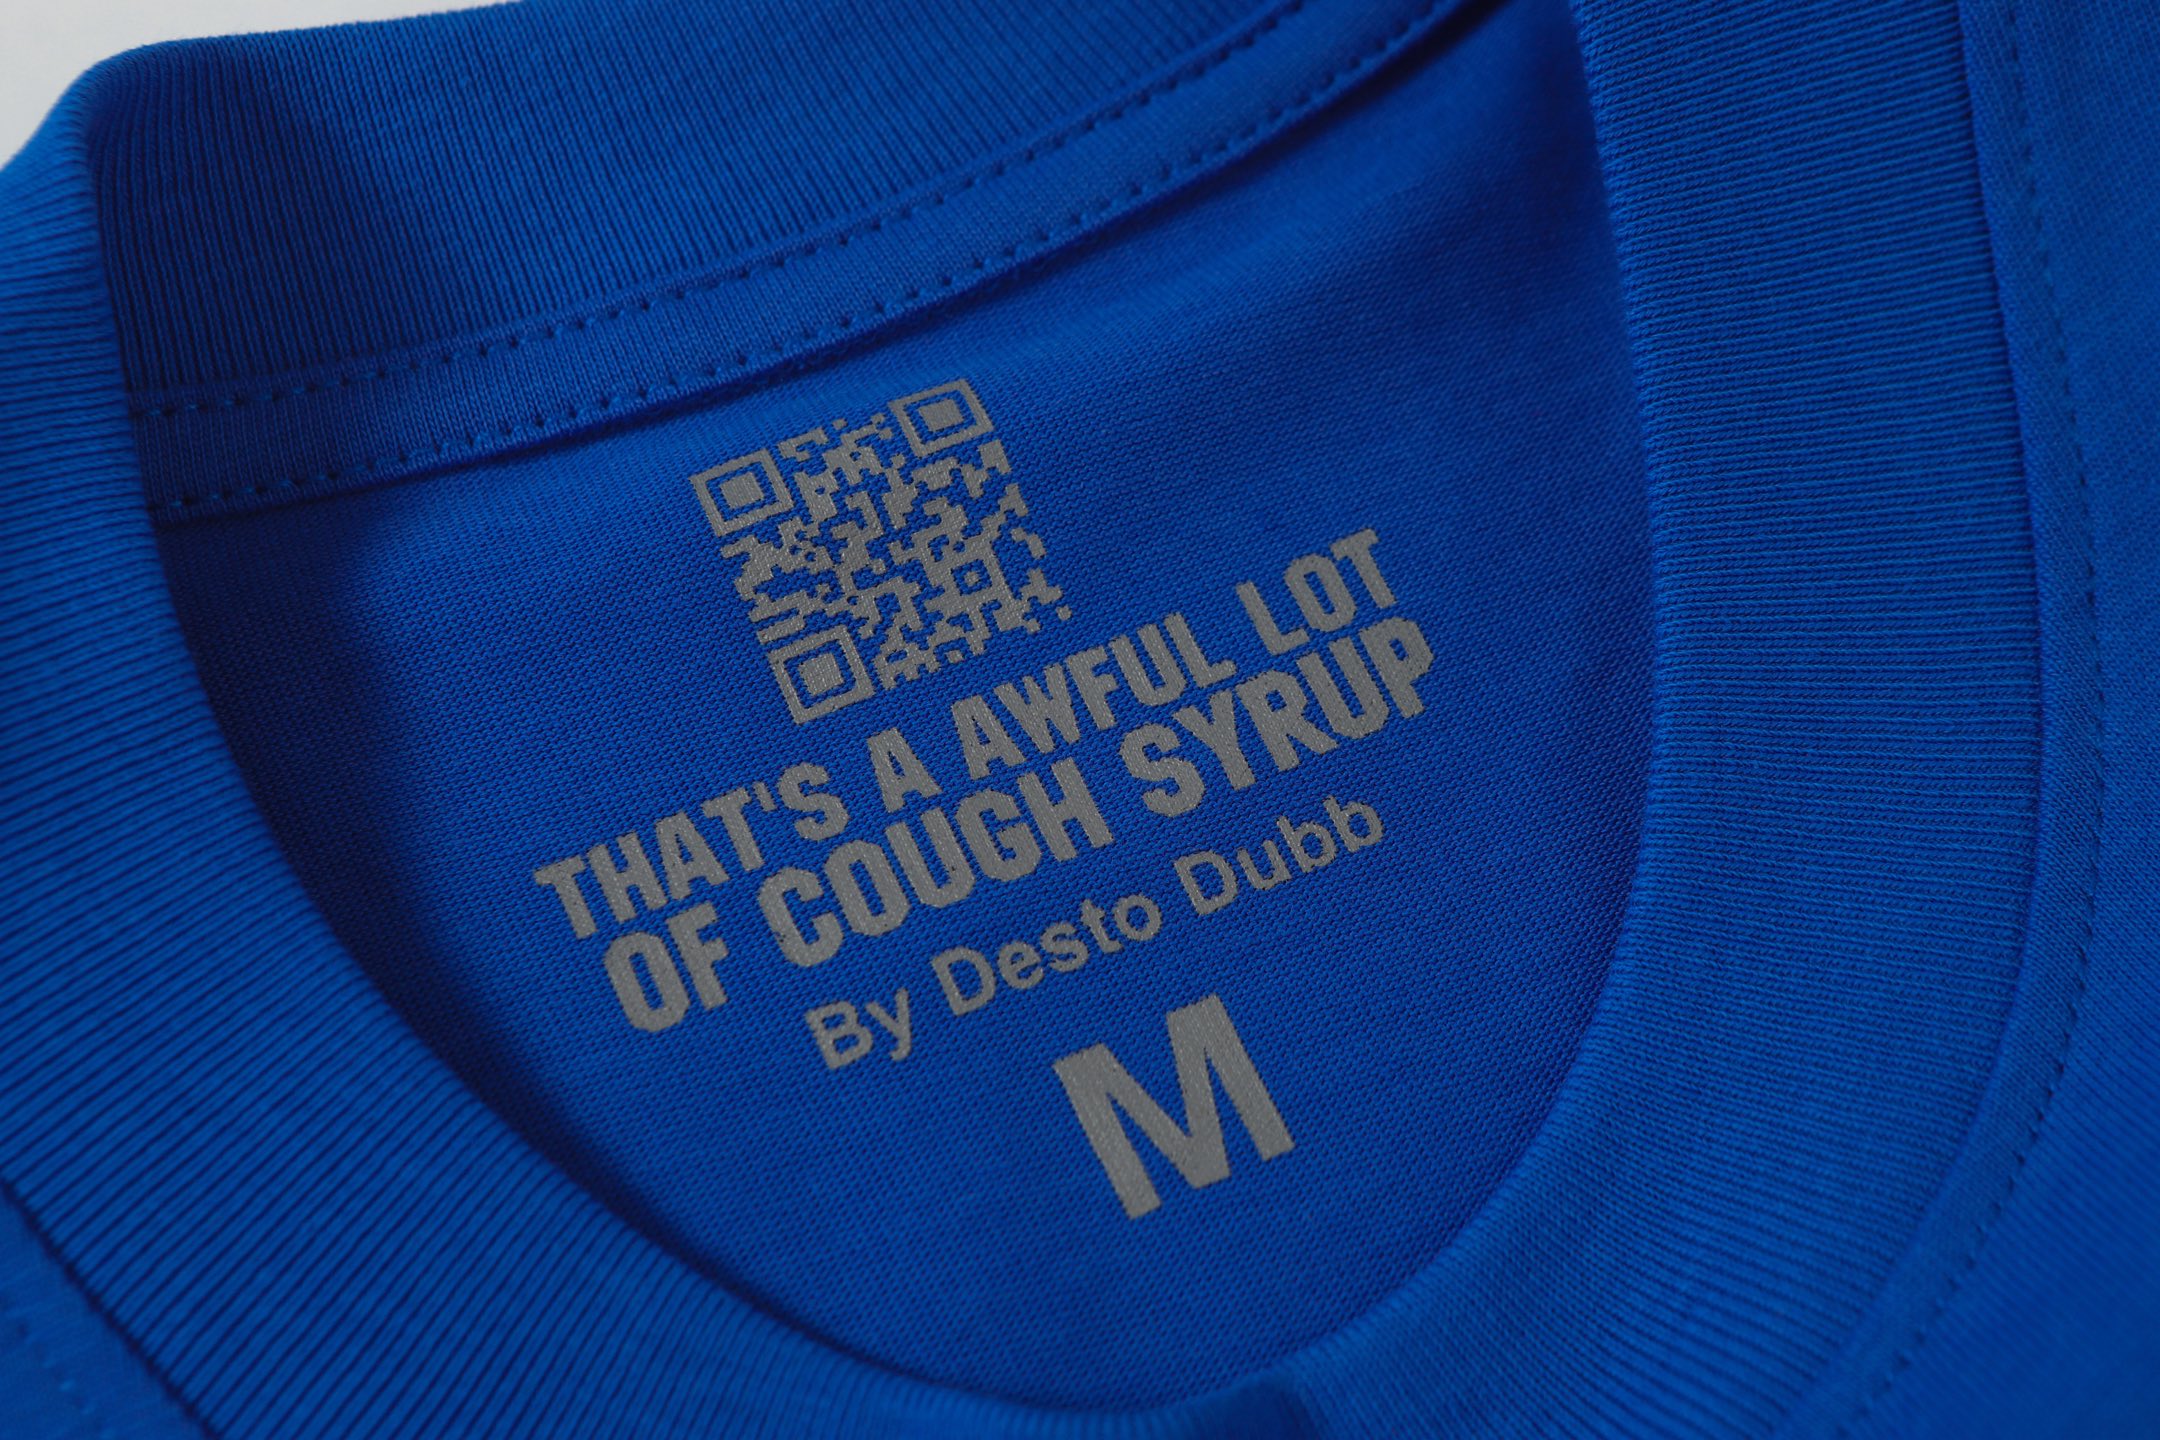 THAT'S A AWFUL LOT
OF COUGH SYRUP
By Desto Dubb
M